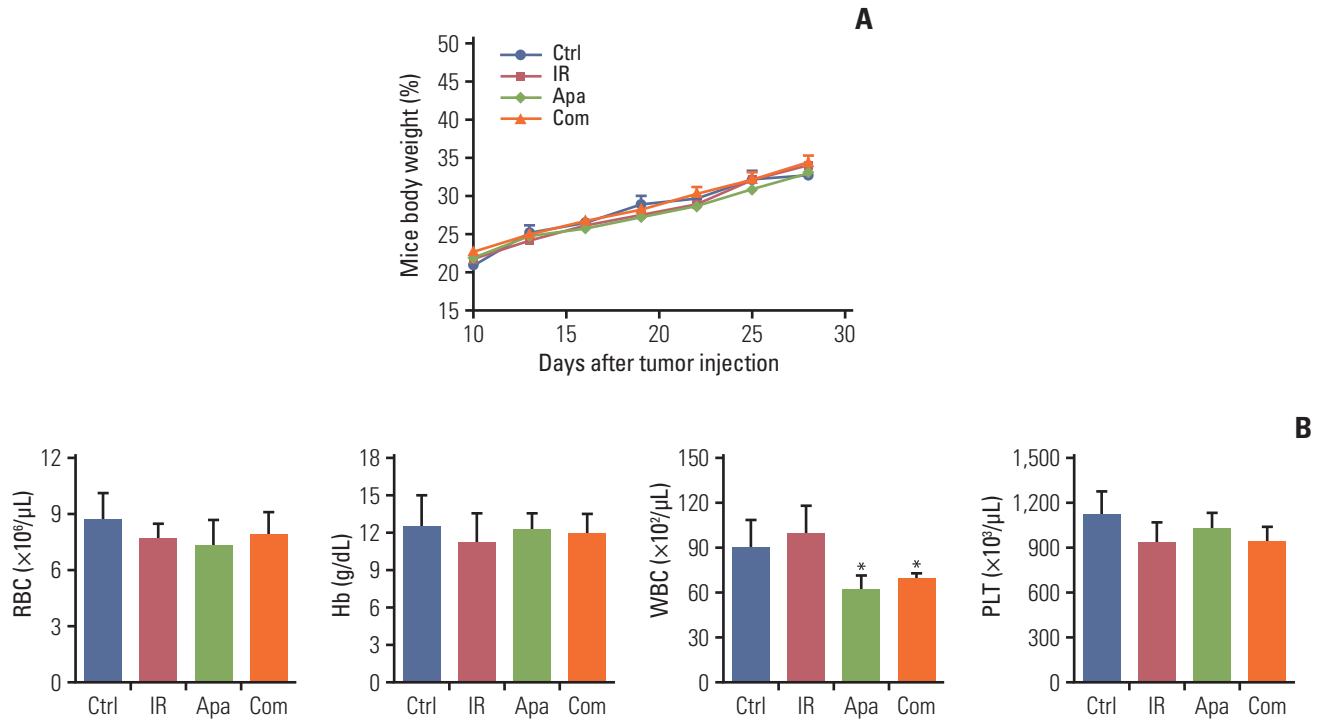 A
Mice body weight (%)
50
45
40
35
30
25
20
15
Ctrl
IR
Apa
Com
10 15 20 25 30
Days after tumor injection
B
RBC (×10⁶/μL)
12
9
6
3
0
Ctrl IR Apa Com
Hb (g/dL)
18
15
12
9
6
3
0
Ctrl IR Apa Com
WBC (×10²/μL)
150
120
90
60
30
0
* *
Ctrl IR Apa Com
PLT (×10³/μL)
1,500
1,200
900
600
300
0
Ctrl IR Apa Com